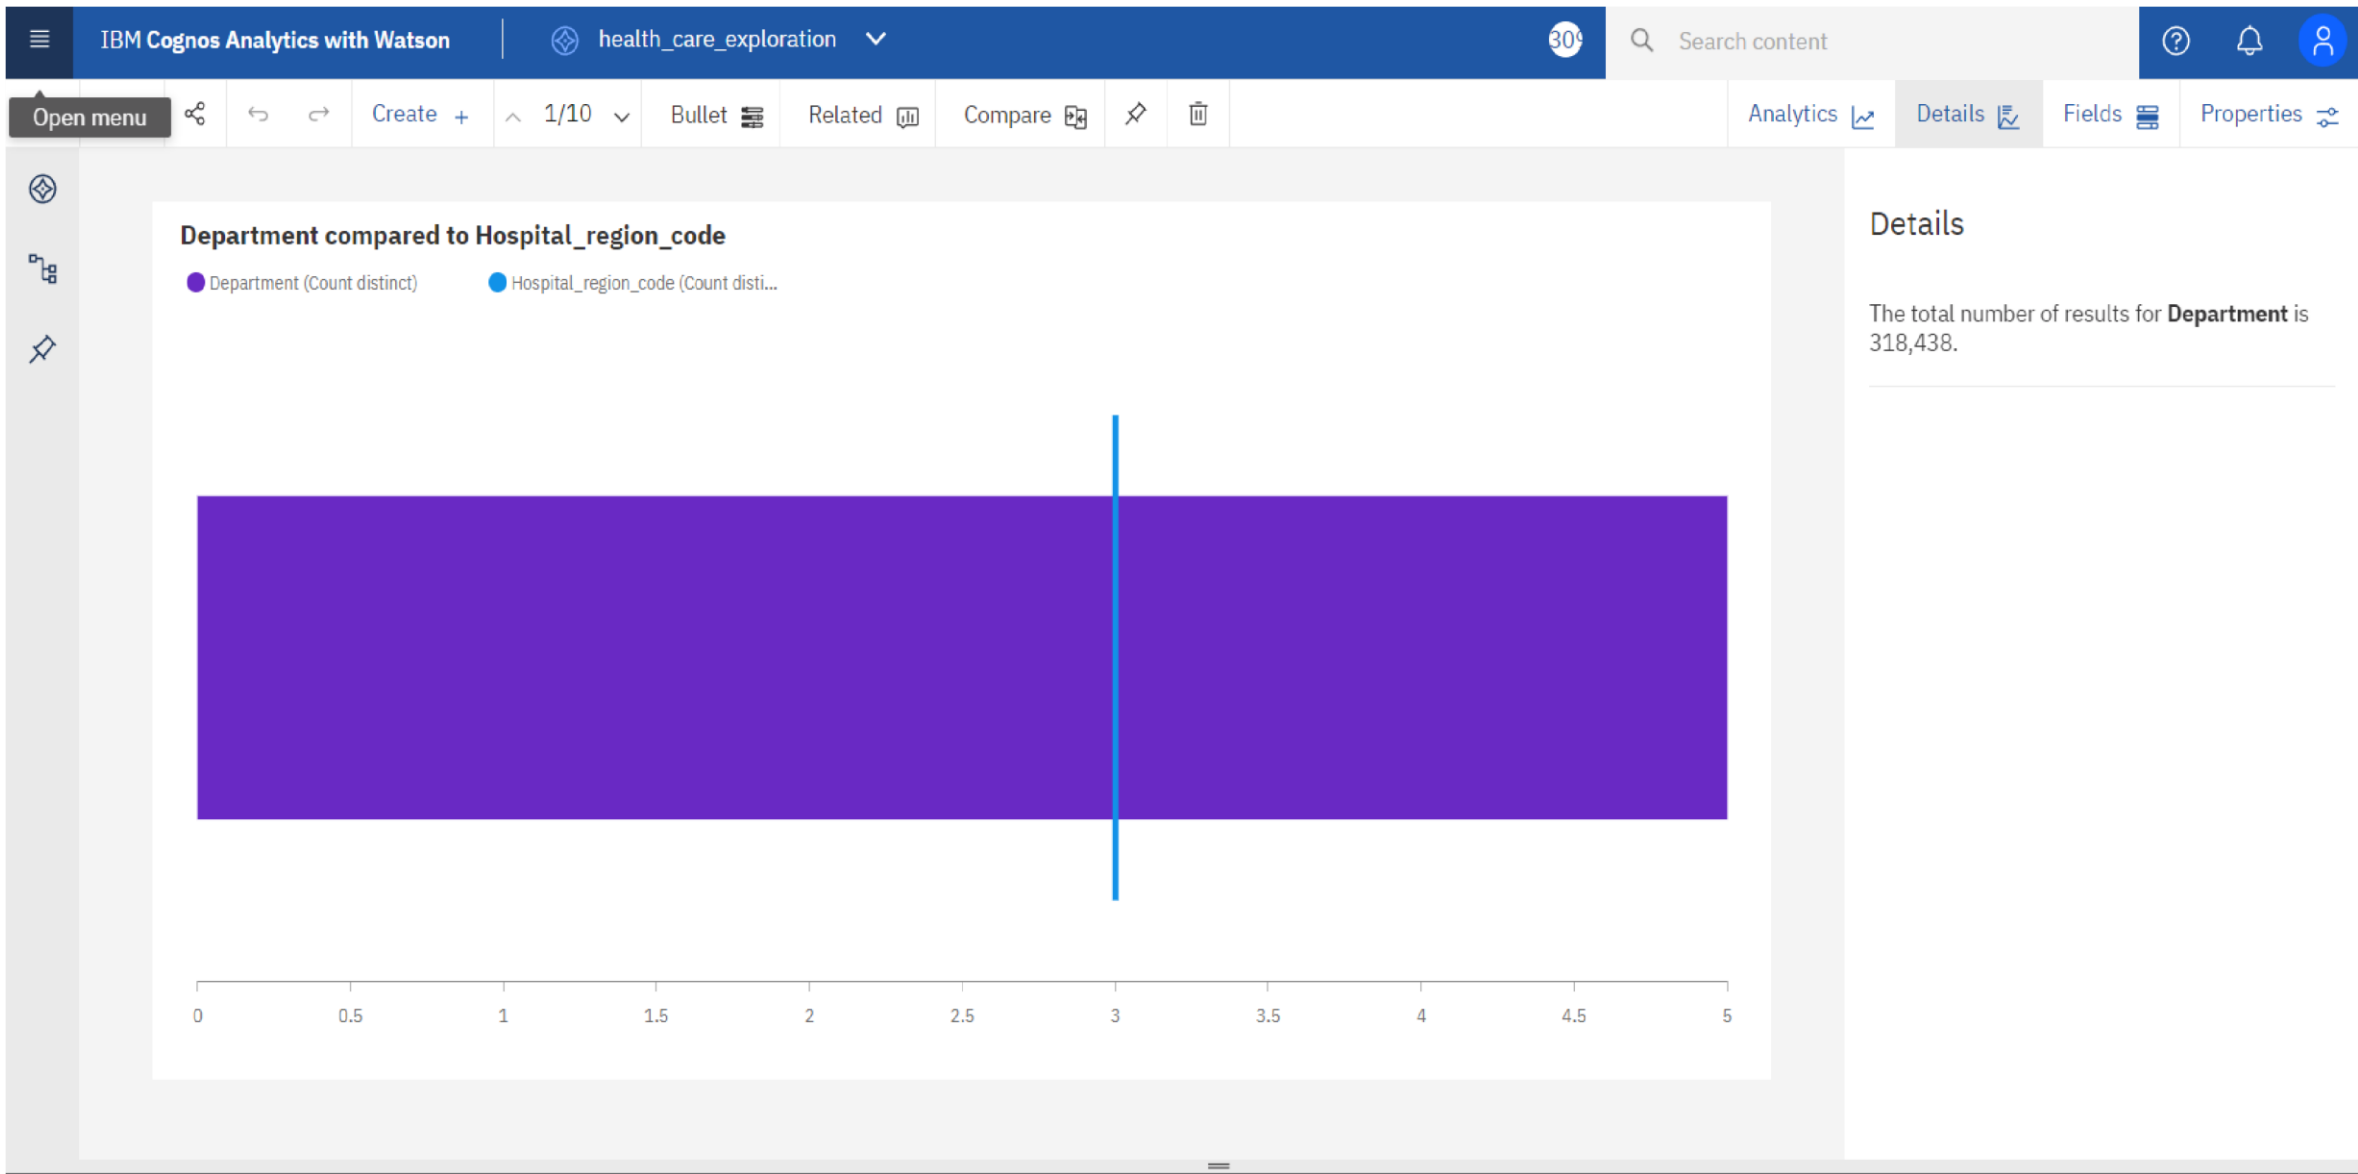 IBM Cognos Analytics with Watson
health_care_exploration
30
Search content
Open menu
Create +
1/10
Bullet
Related
Compare
Analytics
Details
Fields
Properties
Department compared to Hospital_region_code
Department (Count distinct)
Hospital_region_code (Count disti...
0 0.5 1 1.5 2 2.5 3 3.5 4 4.5 5
Details
The total number of results for Department is
318,438.